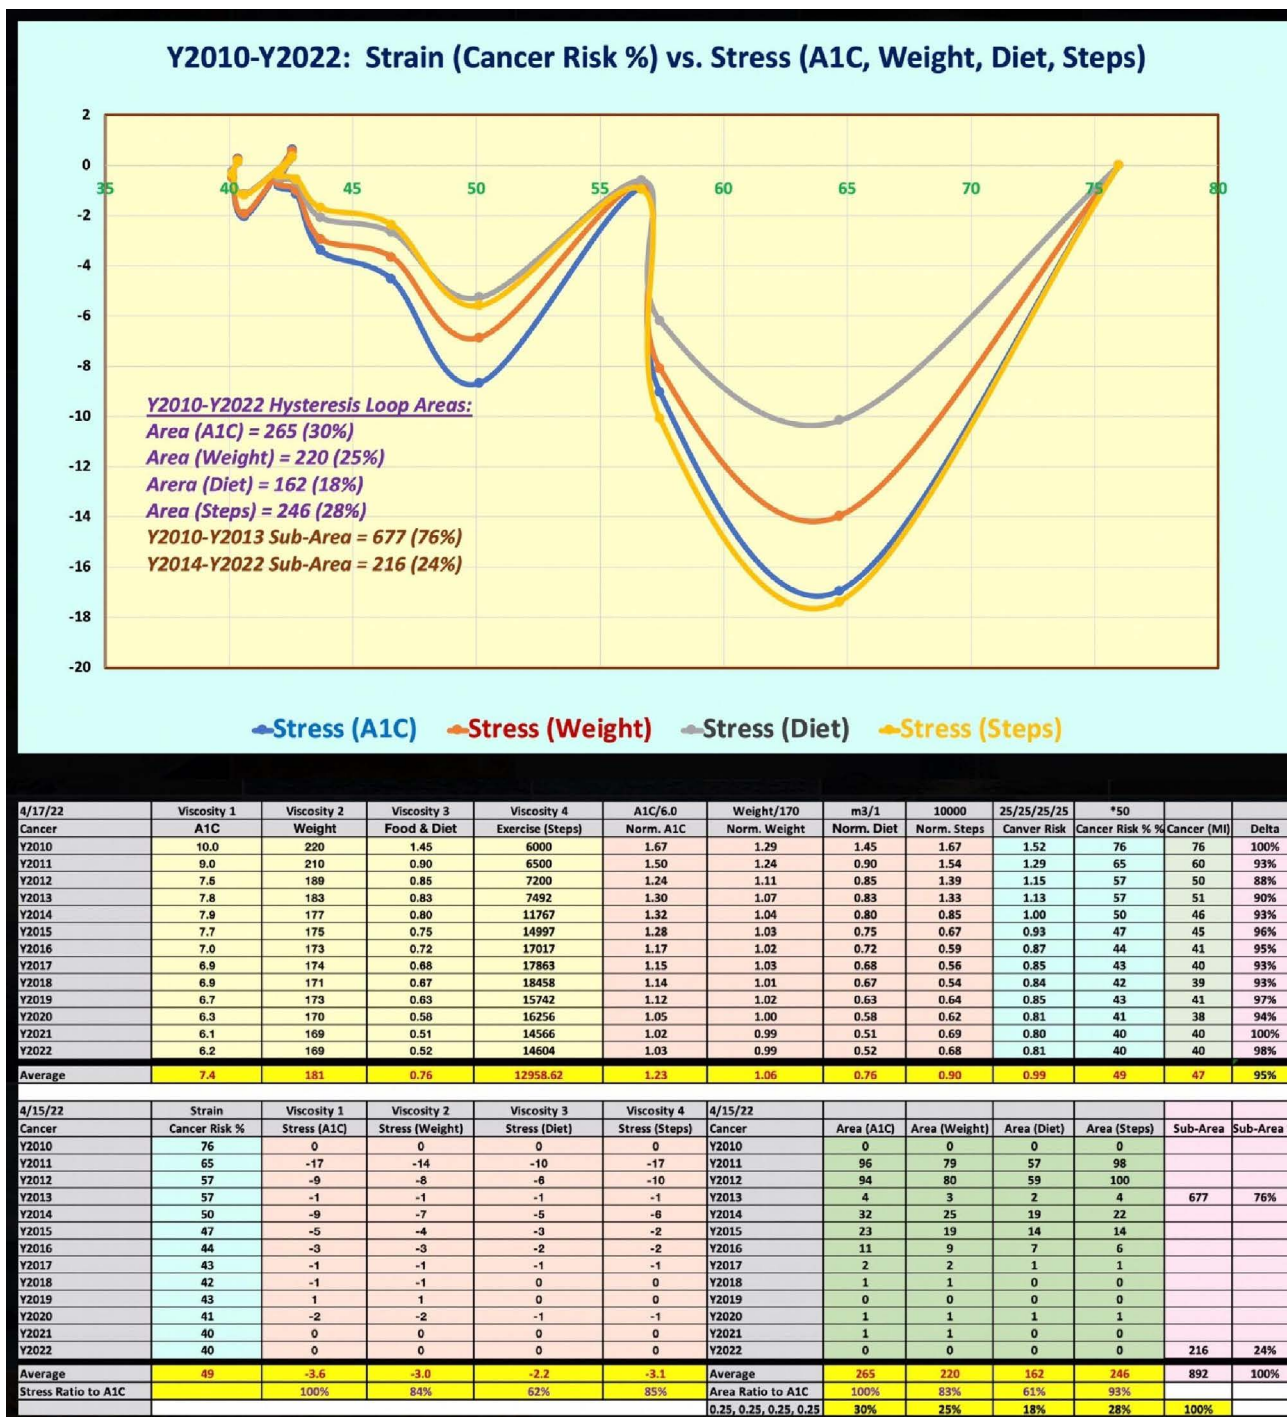 Y2010-Y2022: Strain (Cancer Risk %) vs. Stress (A1C, Weight, Diet, Steps)
2
0
35 40 45 50 55 60 65 70 75 80
-2
-4
-6
-8
-10
-12
-14
-16
-18
-20
Y2010-Y2022 Hysteresis Loop Areas:
Area (A1C) = 265 (30%)
Area (Weight) = 220 (25%)
Arera (Diet) = 162 (18%)
Area (Steps) = 246 (28%)
Y2010-Y2013 Sub-Area = 677 (76%)
Y2014-Y2022 Sub-Area = 216 (24%)
Stress (A1C) Stress (Weight) Stress (Diet) Stress (Steps)
4/17/22 Viscosity 1 Viscosity 2 Viscosity 3 Viscosity 4 A1C/6.0 Weight/170 m3/1 10000 25/25/25/25 *50
Cancer A1C Weight Food & Diet Exercise (Steps) Norm. A1C Norm. Weight Norm. Diet Norm. Steps Canver Risk Cancer Risk % % Cancer (MI) Delta
Y2010 10.0 220 1.45 6000 1.67 1.29 1.45 1.67 1.52 76 76 100%
Y2011 9.0 210 0.90 6500 1.50 1.24 0.90 1.54 1.29 65 60 93%
Y2012 7.5 189 0.85 7200 1.24 1.11 0.85 1.39 1.15 57 50 88%
Y2013 7.8 183 0.83 7492 1.30 1.07 0.83 1.33 1.13 57 51 90%
Y2014 7.9 177 0.80 11767 1.32 1.04 0.80 0.85 1.00 50 46 93%
Y2015 7.7 175 0.75 14997 1.28 1.03 0.75 0.67 0.93 47 45 96%
Y2016 7.0 173 0.72 17017 1.17 1.02 0.72 0.59 0.87 44 41 95%
Y2017 6.9 174 0.68 17863 1.15 1.03 0.68 0.56 0.85 43 40 93%
Y2018 6.9 171 0.67 18458 1.14 1.01 0.67 0.54 0.84 42 39 93%
Y2019 6.7 173 0.63 15742 1.12 1.02 0.63 0.64 0.85 43 41 97%
Y2020 6.3 170 0.58 16256 1.05 1.00 0.58 0.62 0.81 41 38 94%
Y2021 6.1 169 0.51 14566 1.02 0.99 0.51 0.69 0.80 40 40 100%
Y2022 6.2 169 0.52 14604 1.03 0.99 0.52 0.68 0.81 40 40 98%
Average 7.4 181 0.76 12958.62 1.23 1.06 0.76 0.90 0.99 49 47 95%
4/15/22 Strain Viscosity 1 Viscosity 2 Viscosity 3 Viscosity 4 4/15/22
Cancer Cancer Risk % Stress (A1C) Stress (Weight) Stress (Diet) Stress (Steps) Cancer Area (A1C) Area (Weight) Area (Diet) Area (Steps) Sub-Area Sub-Area
Y2010 76 0 0 0 0 Y2010 0 0 0 0
Y2011 65 -17 -14 -10 -17 Y2011 96 79 57 98
Y2012 57 -9 -8 -6 -10 Y2012 94 80 59 100
Y2013 57 -1 -1 -1 -1 Y2013 4 3 2 4 677 76%
Y2014 50 -9 -7 -5 -6 Y2014 32 25 19 22
Y2015 47 -5 -4 -3 -2 Y2015 23 19 14 14
Y2016 44 -3 -3 -2 -2 Y2016 11 9 7 6
Y2017 43 -1 -1 -1 -1 Y2017 2 2 1 1
Y2018 42 -1 -1 0 0 Y2018 1 1 0 0
Y2019 43 1 1 0 0 Y2019 0 0 0 0
Y2020 41 -2 -2 -1 -1 Y2020 1 1 1 1
Y2021 40 0 0 0 0 Y2021 1 1 0 0
Y2022 40 0 0 0 0 Y2022 0 0 0 0 216 24%
Average 49 -3.6 -3.0 -2.2 -3.1 Average 265 220 162 246 892 100%
Stress Ratio to A1C 100% 84% 62% 85% Area Ratio to A1C 100% 83% 61% 93%
0.25, 0.25, 0.25, 0.25 30% 25% 18% 28% 100%